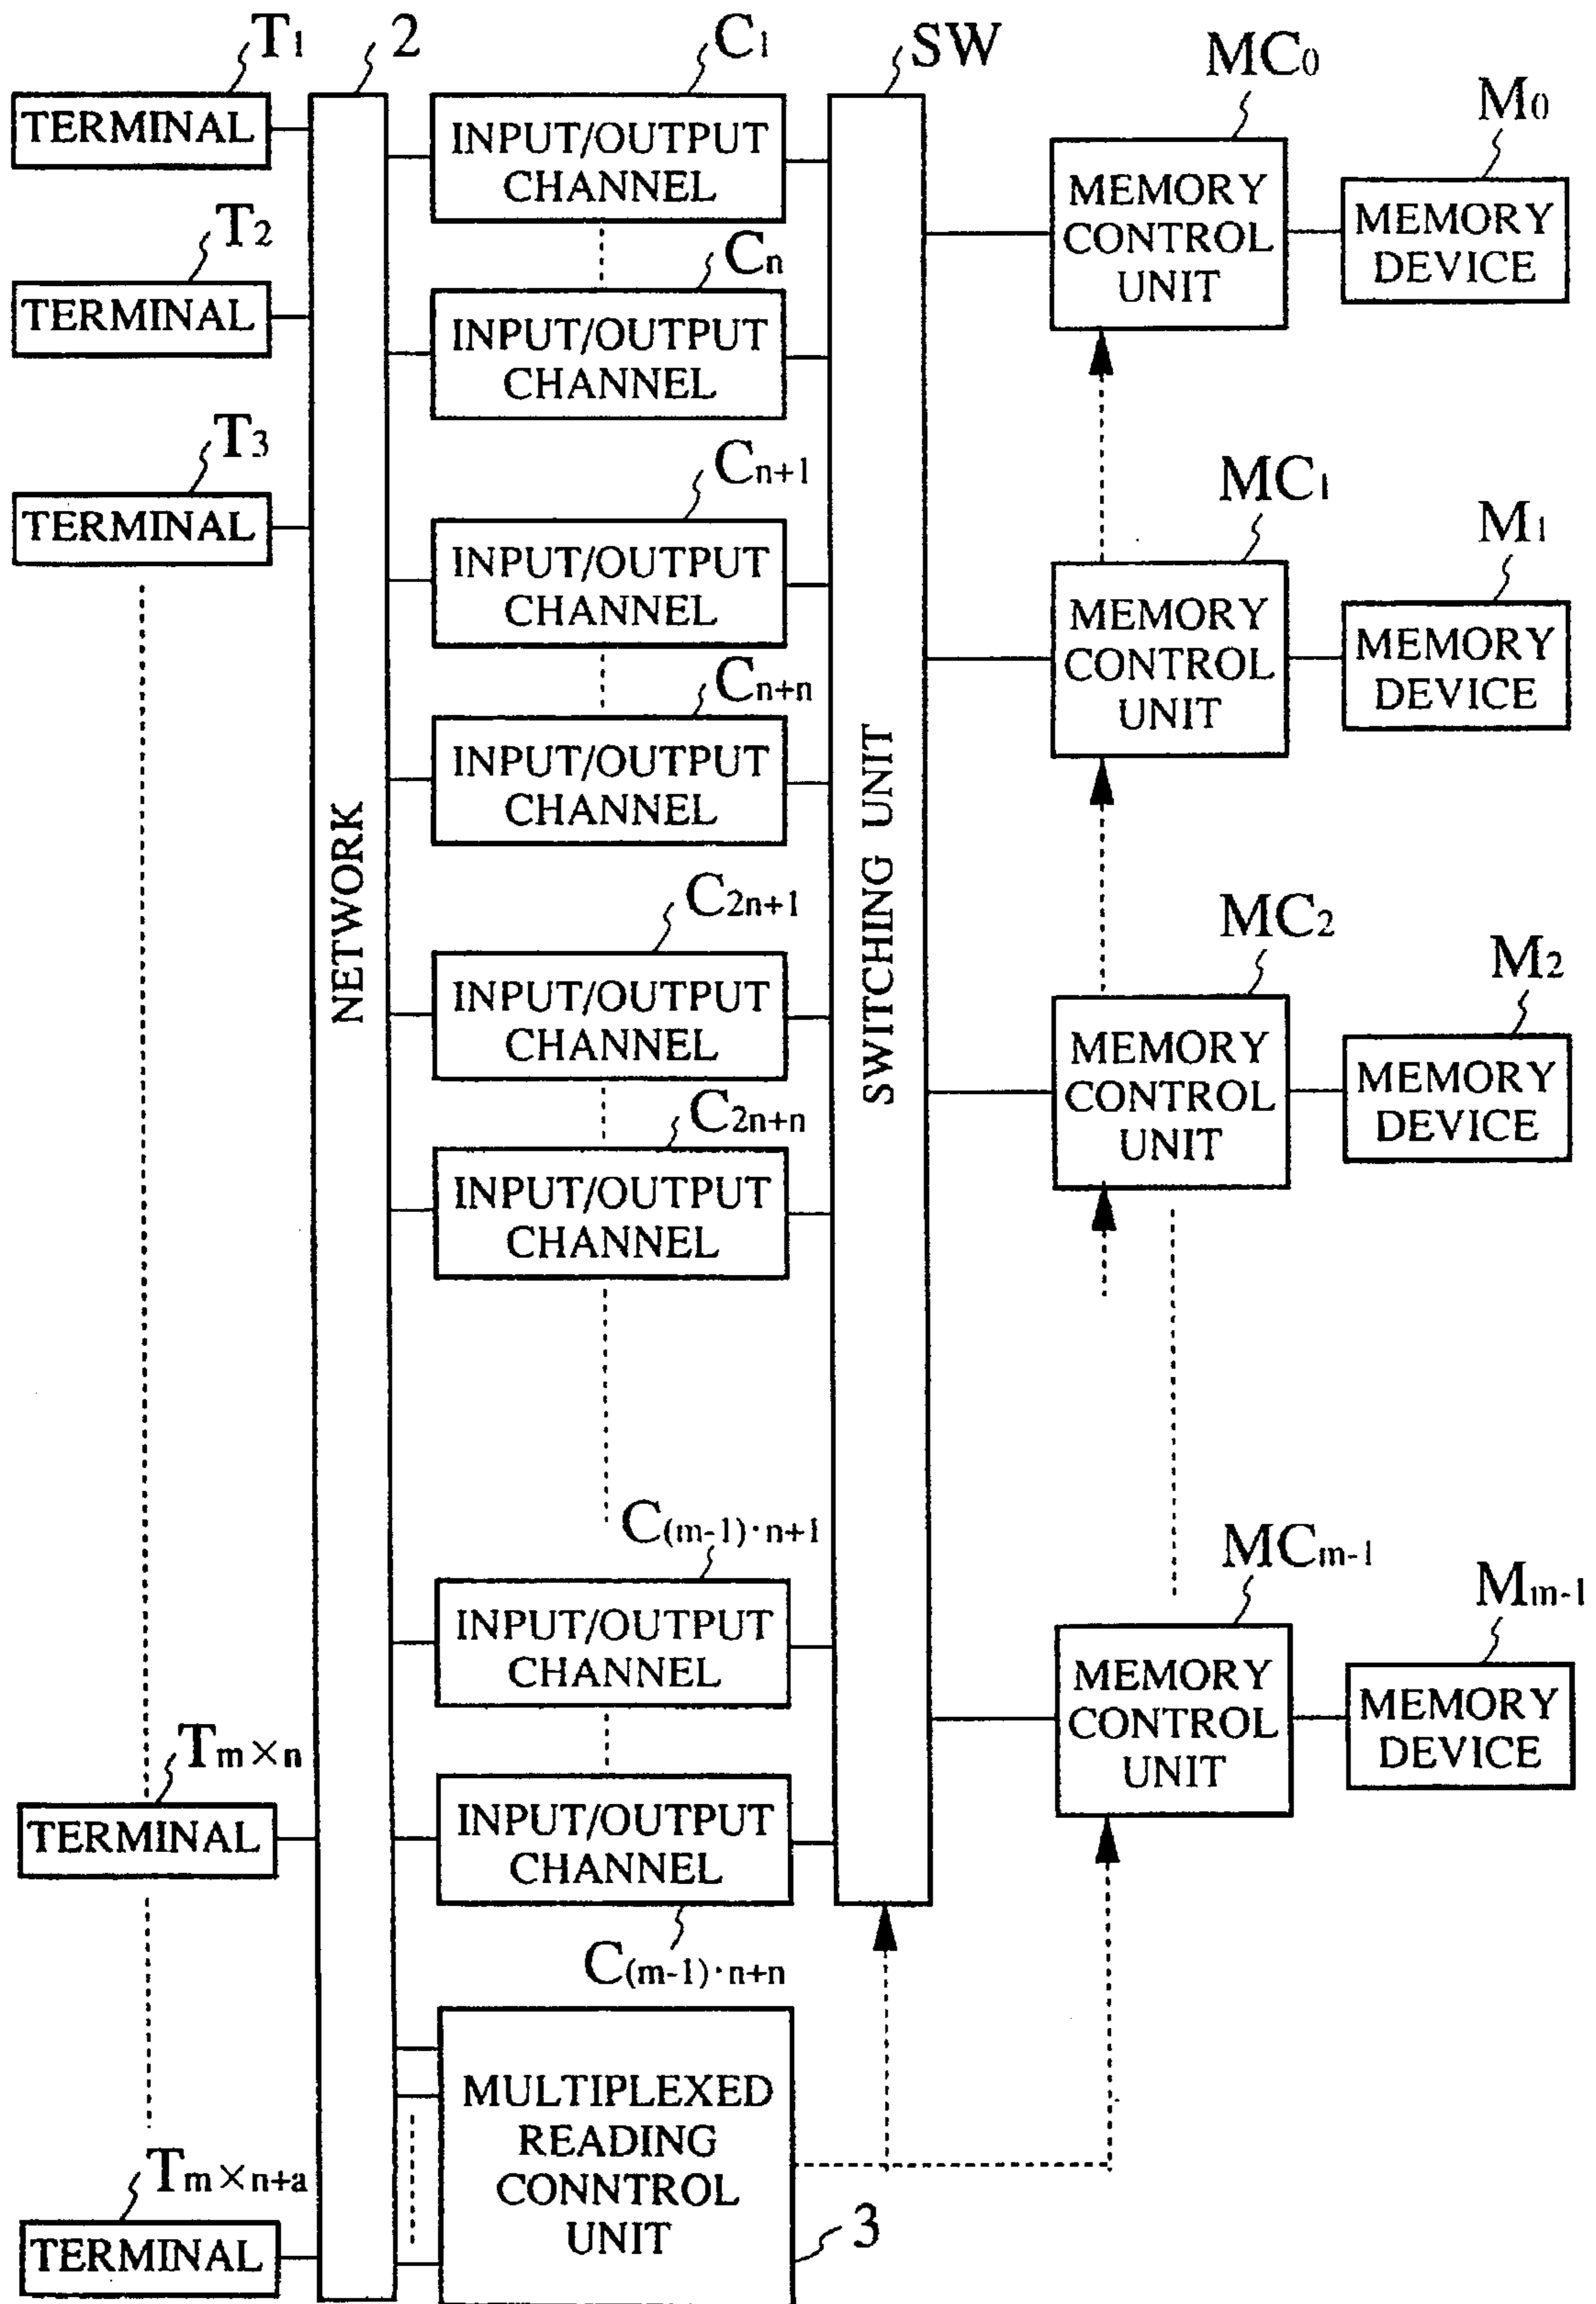 T1
2
C1
SW
MC0
M0
TERMINAL
INPUT/OUTPUT
CHANNEL
MEMORY
CONTROL
UNIT
MEMORY
DEVICE
T2
TERMINAL
Cn
INPUT/OUTPUT
CHANNEL
T3
TERMINAL
Cn+1
INPUT/OUTPUT
CHANNEL
MC1
M1
MEMORY
CONTROL
UNIT
MEMORY
DEVICE
Cn+n
INPUT/OUTPUT
CHANNEL
NETWORK
SWITCHING UNIT
C2n+1
INPUT/OUTPUT
CHANNEL
MC2
M2
MEMORY
CONTROL
UNIT
MEMORY
DEVICE
C2n+n
INPUT/OUTPUT
CHANNEL
C(m-1)·n+1
INPUT/OUTPUT
CHANNEL
MCm-1
Mm-1
MEMORY
CONTROL
UNIT
MEMORY
DEVICE
Tm×n
TERMINAL
INPUT/OUTPUT
CHANNEL
C(m-1)·n+n
MULTIPLEXED
READING
CONNTROL
UNIT
3
Tm×n+a
TERMINAL